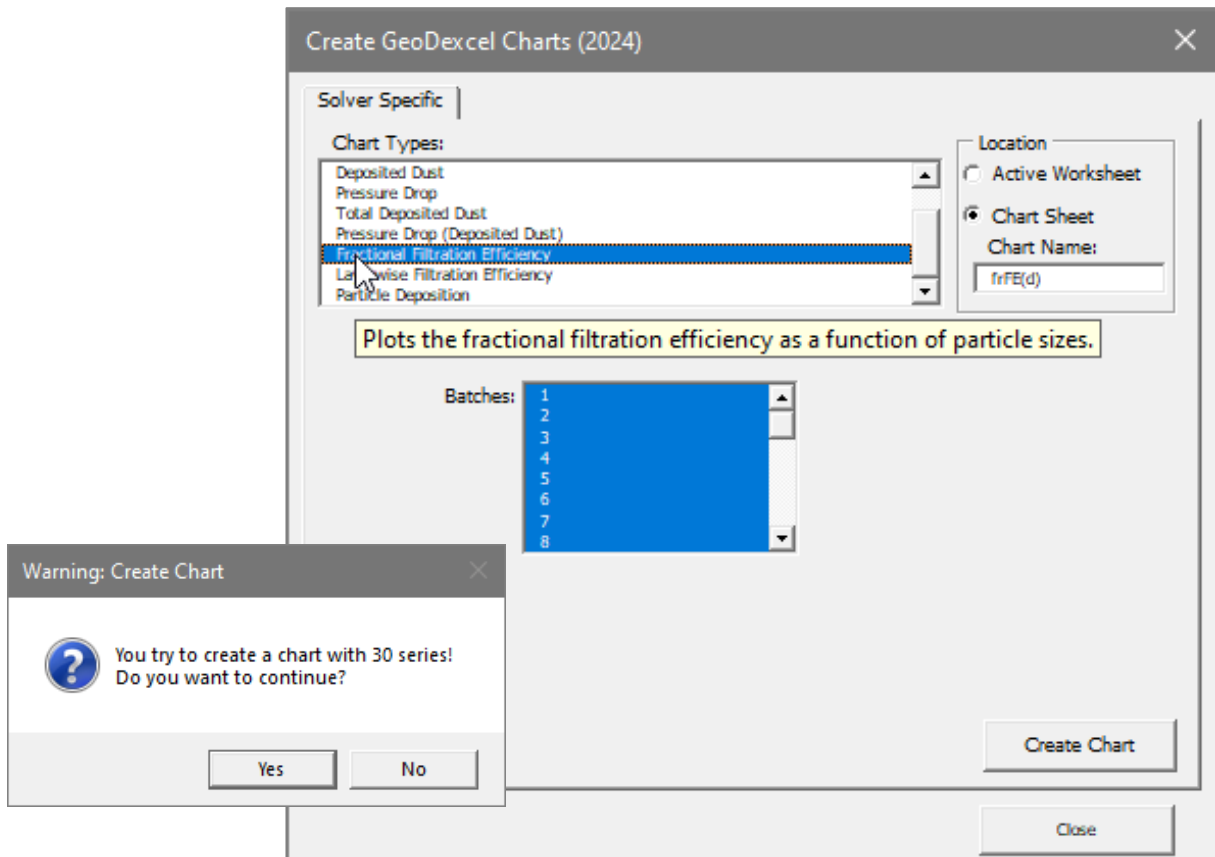 Create GeoDexcel Charts (2024)
Solver Specific
Chart Types:
Deposited Dust
Pressure Drop
Total Deposited Dust
Pressure Drop (Deposited Dust)
Fractional Filtration Efficiency
Filtration Efficiency
Particle Deposition
Location
Active Worksheet
Chart Sheet
Chart Name:
frFE(d)
Plots the fractional filtration efficiency as a function of particle sizes.
Batches:
1
2
3
4
5
6
7
8
Warning: Create Chart
You try to create a chart with 30 series!
Do you want to continue?
Yes
No
Create Chart
Close